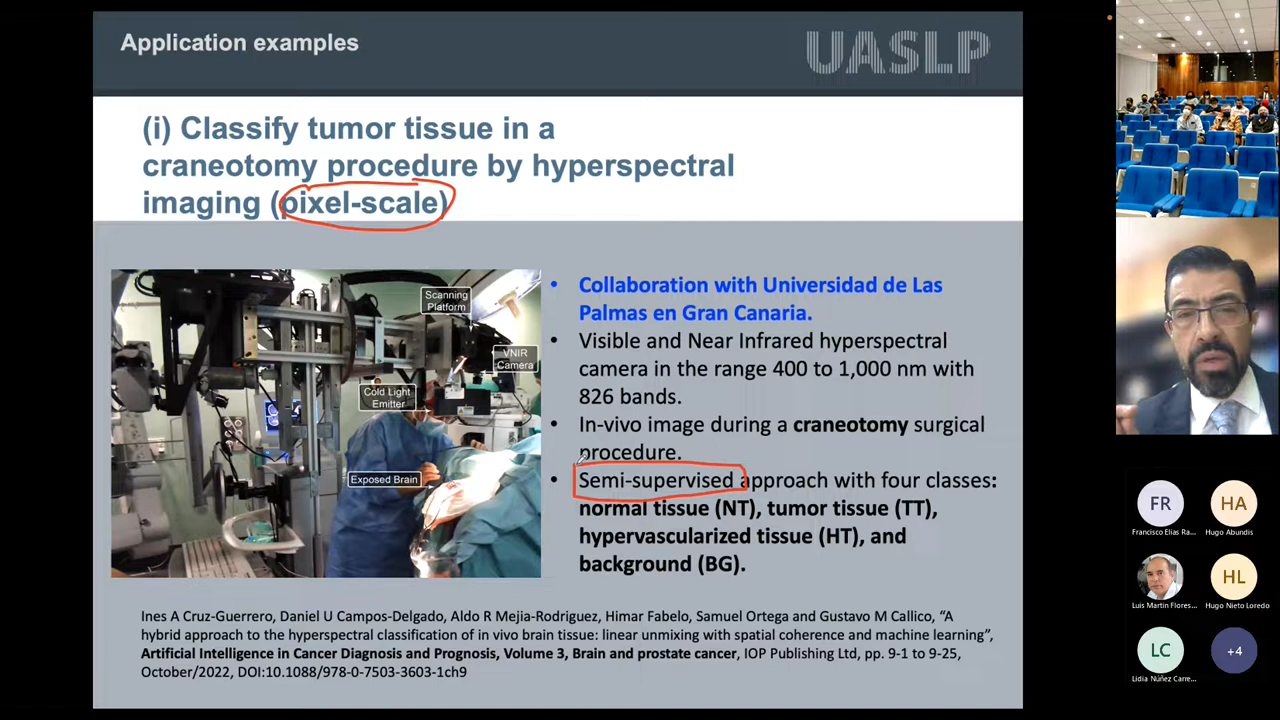 Application examples
UASLP
(i) Classify tumor tissue in a
craneotomy procedure by hyperspectral
imaging (pixel-scale)
Scanning
Platform
VNIR
Camera
Cold Light
Emitter
Exposed Brain
• Collaboration with Universidad de Las
Palmas en Gran Canaria.
• Visible and Near Infrared hyperspectral
camera in the range 400 to 1,000 nm with
826 bands.
• In-vivo image during a craneotomy surgical
procedure.
• Semi-supervised approach with four classes:
normal tissue (NT), tumor tissue (TT),
hypervascularized tissue (HT), and
background (BG).
Ines A Cruz-Guerrero, Daniel U Campos-Delgado, Aldo R Mejia-Rodriguez, Himar Fabelo, Samuel Ortega and Gustavo M Callico, “A
hybrid approach to the hyperspectral classification of in vivo brain tissue: linear unmixing with spatial coherence and machine learning”,
Artificial Intelligence in Cancer Diagnosis and Prognosis, Volume 3, Brain and prostate cancer, IOP Publishing Ltd, pp. 9-1 to 9-25,
October/2022, DOI:10.1088/978-0-7503-3603-1ch9
FR
HA
Francisco Elias Ra...
Hugo Abundis
HL
Luis Martin Flores...
Hugo Nieto Loredo
LC
+4
Lidia Núñez Carre...